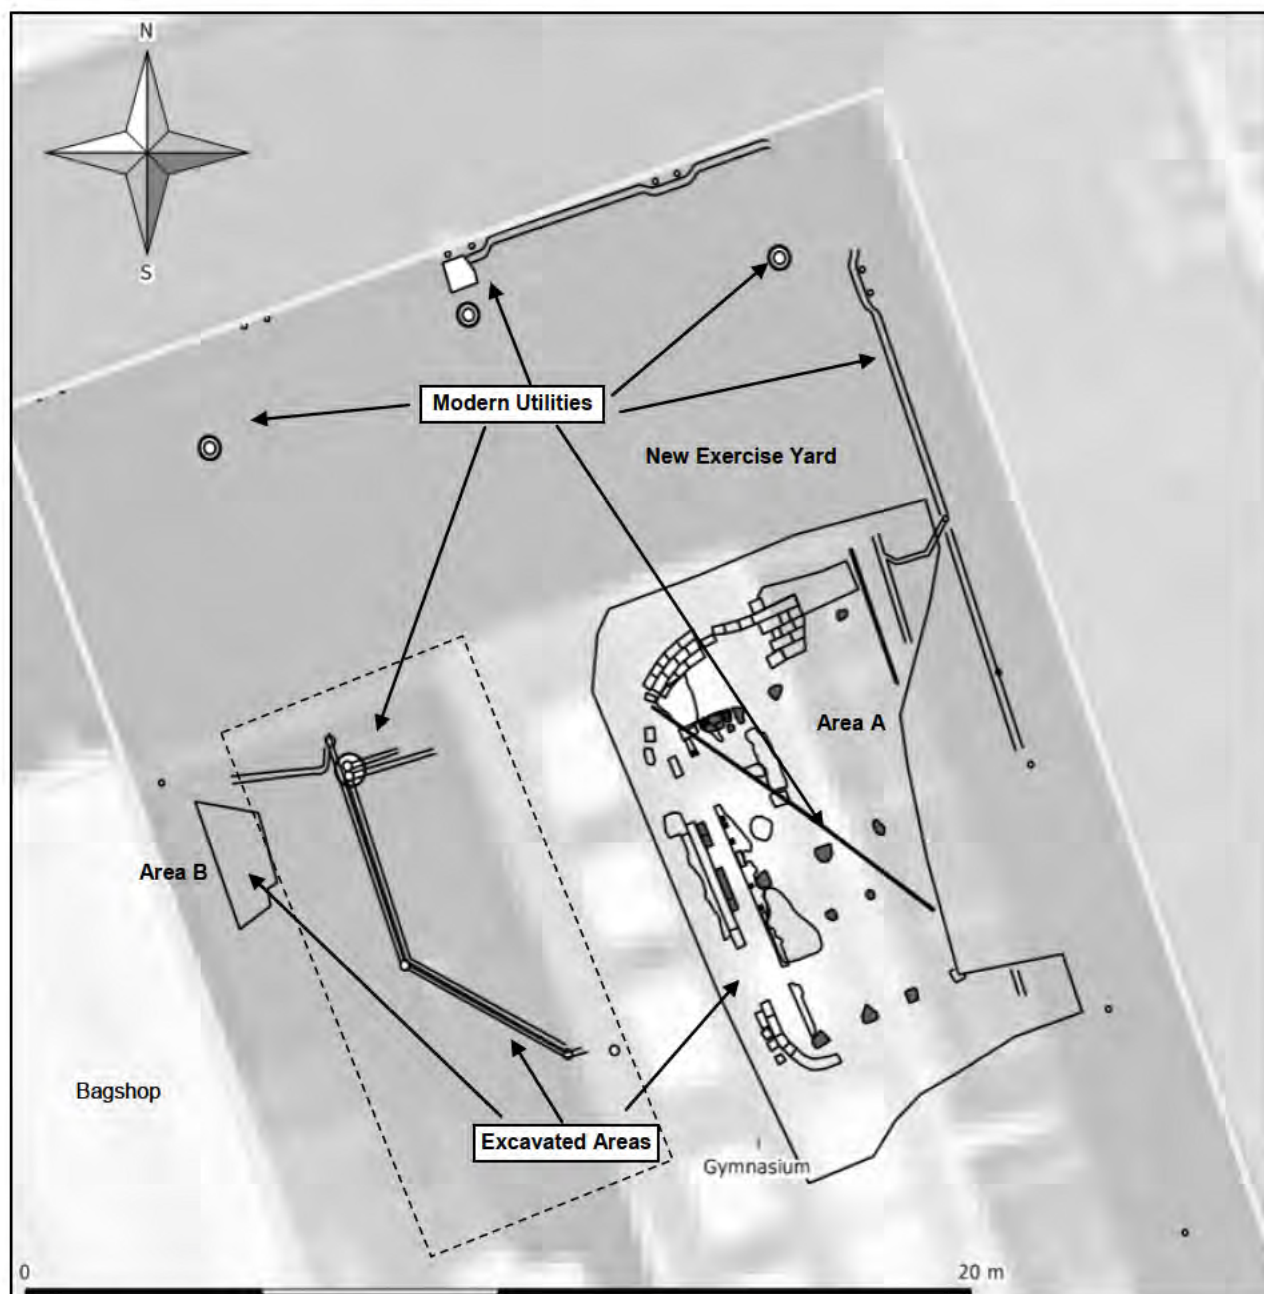 N
S
Modern Utilities
New Exercise Yard
Area A
Area B
Bagshop
Excavated Areas
Gymnasium
0
20 m